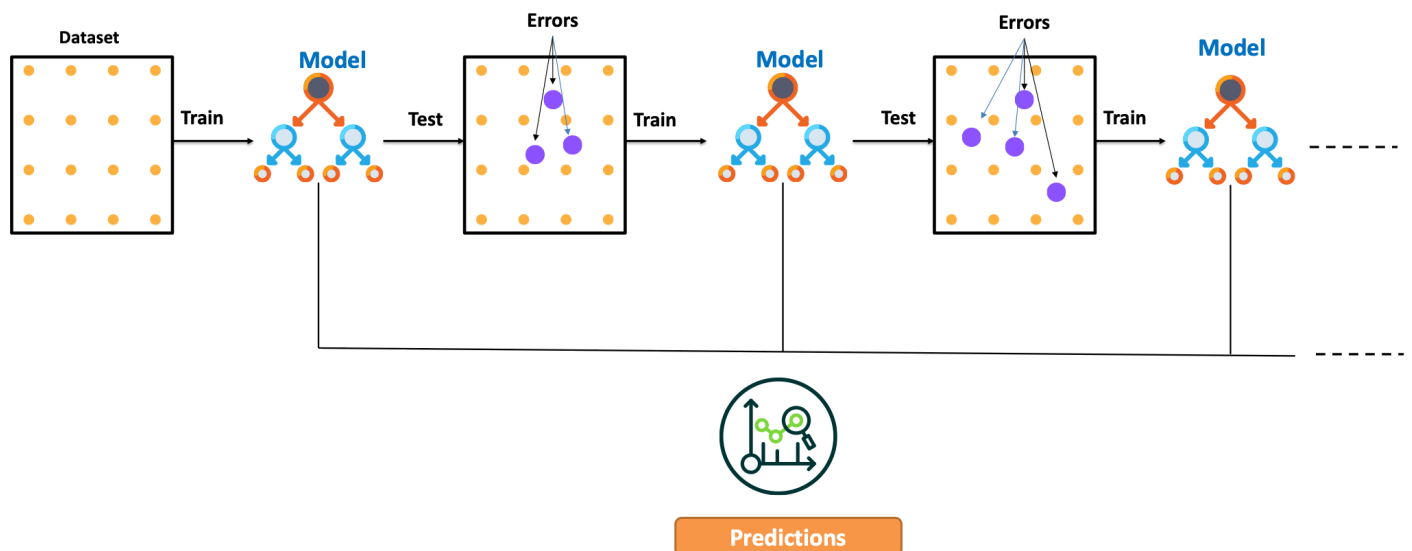 Dataset
Train
Model
Test
Errors
Train
Model
Test
Errors
Train
Model
Predictions